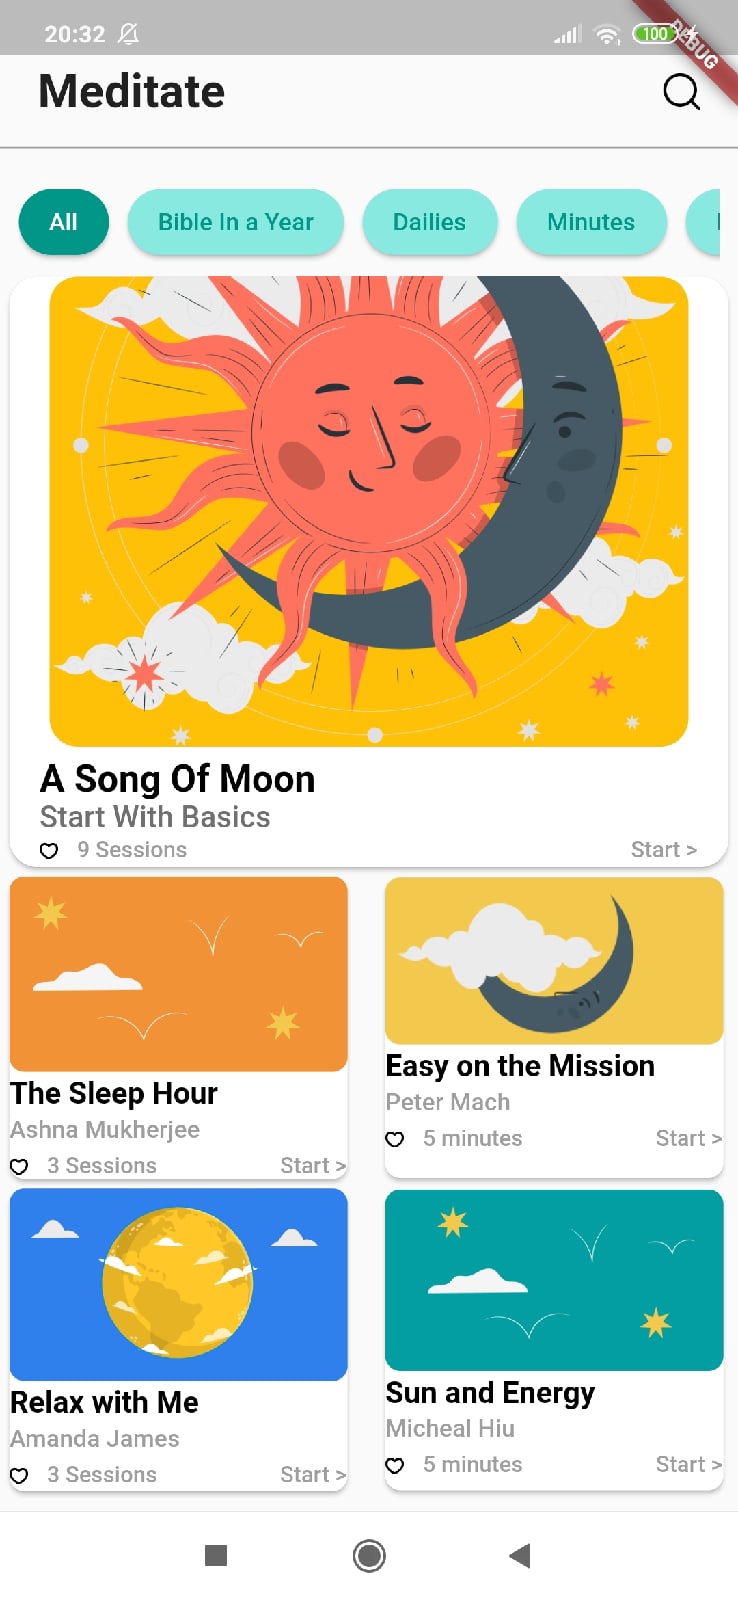 20:32
100
DEBUG
Meditate
All
Bible In a Year
Dailies
Minutes
A Song Of Moon
Start With Basics
9 Sessions
Start >
The Sleep Hour
Ashna Mukherjee
3 Sessions
Start >
Easy on the Mission
Peter Mach
5 minutes
Start >
Relax with Me
Amanda James
3 Sessions
Start >
Sun and Energy
Micheal Hiu
5 minutes
Start >